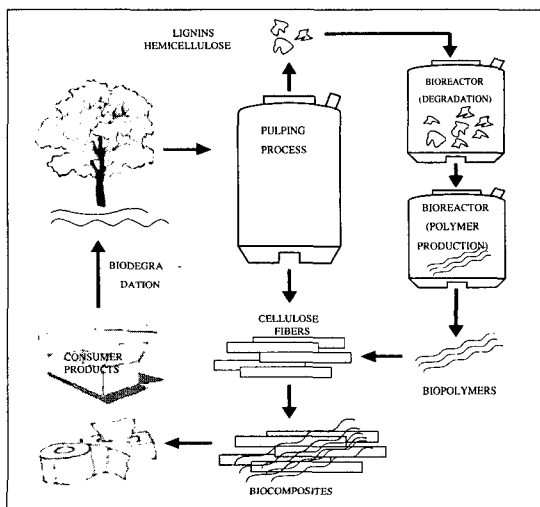 LIGNINS
HEMICELLULOSE
BIOREACTOR
(DEGRADATION)
PULPING
PROCESS
BIOREACTOR
(POLYMER
PRODUCTION)
BIODEGRA
DATION
CELLULOSE
FIBERS
CONSUMER
PRODUCTS
BIOPOLYMERS
BIOCOMPOSITES